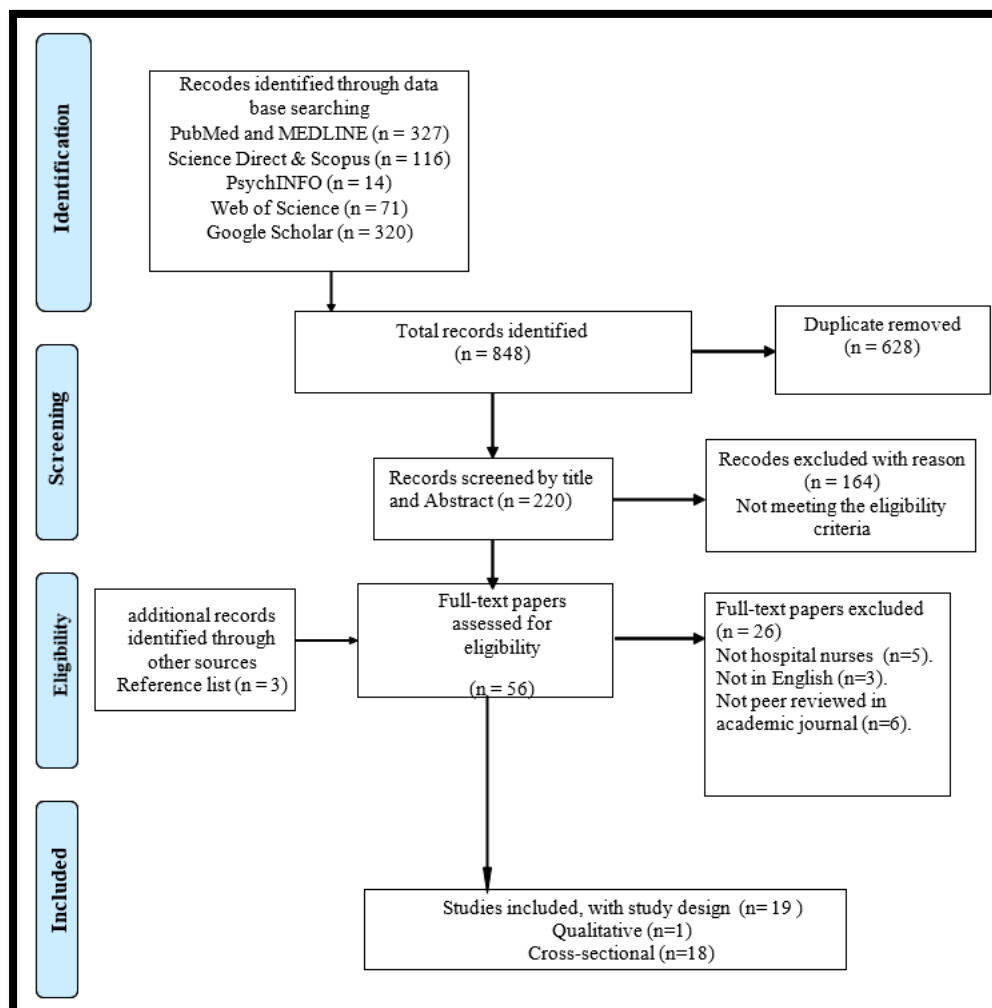 Identification
Recodes identified through data
base searching
PubMed and MEDLINE (n = 327)
Science Direct & Scopus (n = 116)
PsychINFO (n = 14)
Web of Science (n = 71)
Google Scholar (n = 320)
Total records identified
(n = 848)
Duplicate removed
(n = 628)
Screening
Records screened by title
and Abstract (n = 220)
Recodes excluded with reason
(n = 164)
Not meeting the eligibility
criteria
Eligibility
additional records
identified through
other sources
Reference list (n = 3)
Full-text papers
assessed for
eligibility
(n = 56)
Full-text papers excluded
(n = 26)
Not hospital nurses (n=5).
Not in English (n=3).
Not peer reviewed in
academic journal (n=6).
Included
Studies included, with study design (n= 19 )
Qualitative (n=1)
Cross-sectional (n=18)